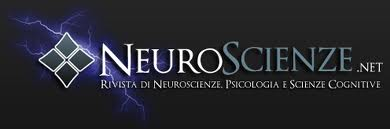 NEUROSCIENZE.NET
RIVISTA DI NEUROSCIENZE, PSICOLOGIA E SCIENZE COGNITIVE